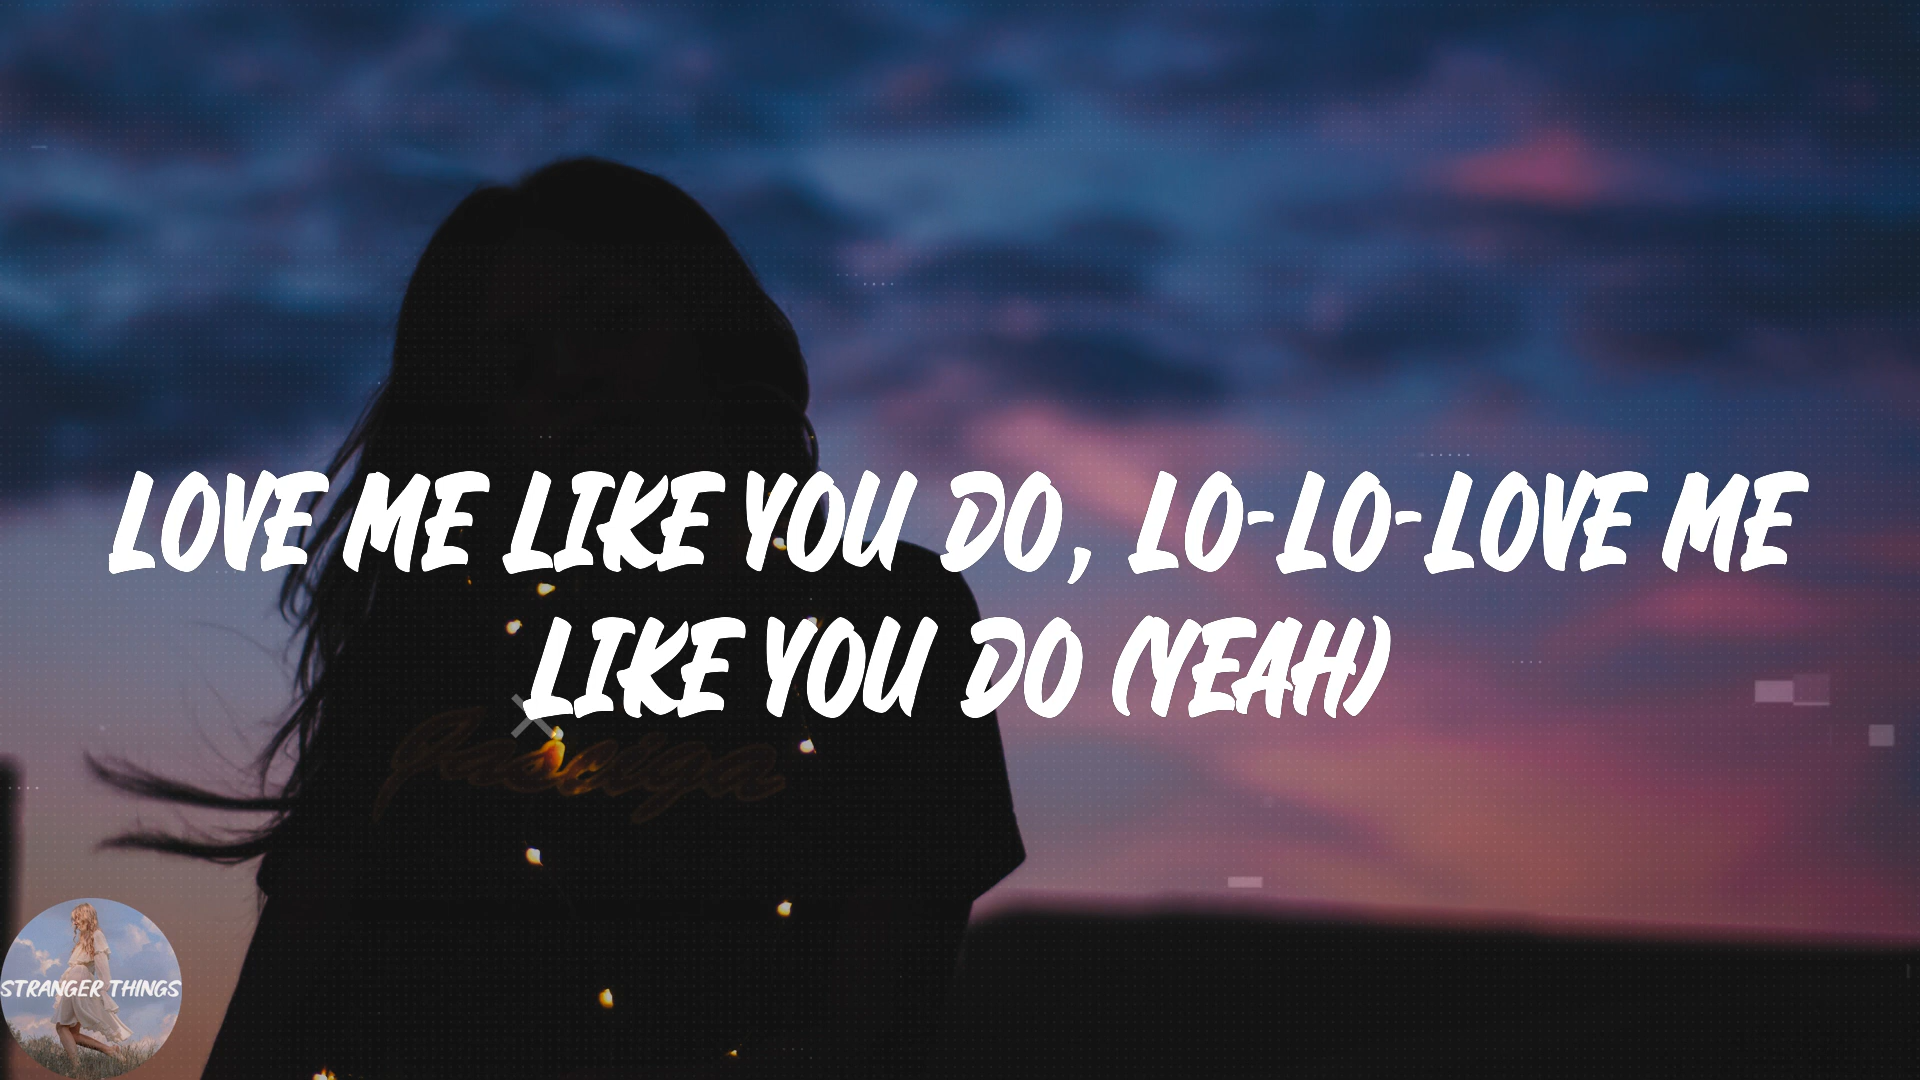 LOVE ME LIKE YOU DO, LO-LO-LOVE ME
LIKE YOU DO (YEAH)
STRANGER THINGS